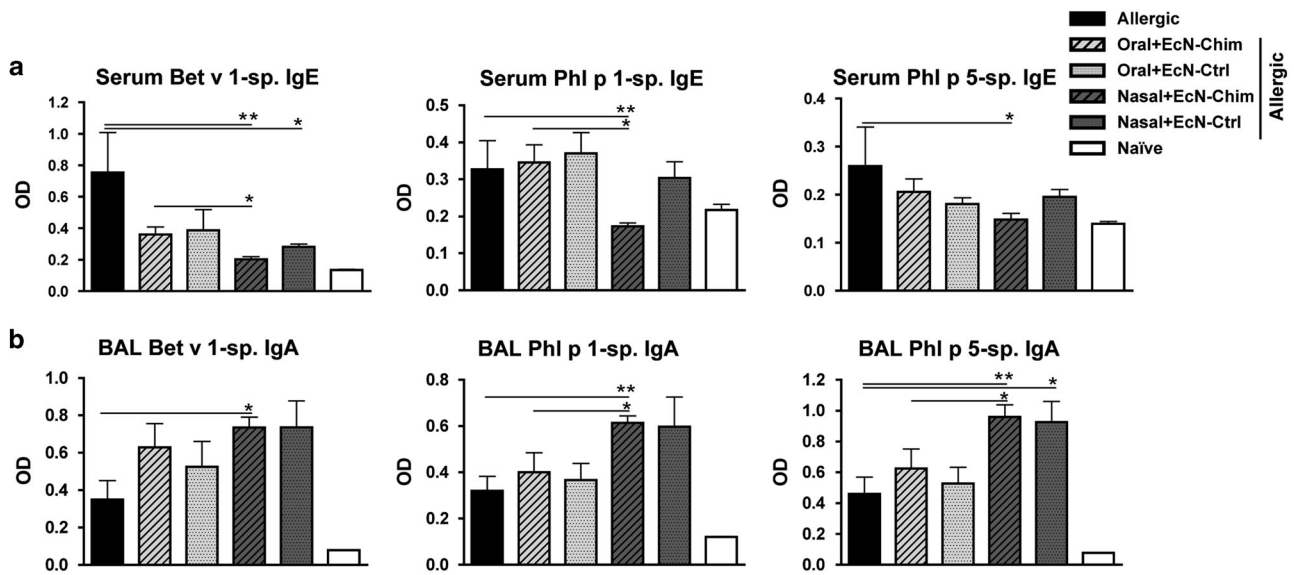 Allergic
Oral+EcN-Chim
Oral+EcN-Ctrl
Nasal+EcN-Chim
Nasal+EcN-Ctrl
Naïve
Allergic
a
Serum Bet v 1-sp. IgE
OD
1.2
1.0
0.8
0.6
0.4
0.2
0.0
**
*
*
Serum Phl p 1-sp. IgE
OD
0.5
0.4
0.3
0.2
0.1
0.0
**
*
Serum Phl p 5-sp. IgE
OD
0.4
0.3
0.2
0.1
0.0
*
b
BAL Bet v 1-sp. IgA
OD
1.0
0.8
0.6
0.4
0.2
0.0
*
BAL Phl p 1-sp. IgA
OD
0.8
0.6
0.4
0.2
0.0
**
*
BAL Phl p 5-sp. IgA
OD
1.2
1.0
0.8
0.6
0.4
0.2
0.0
**
*
*